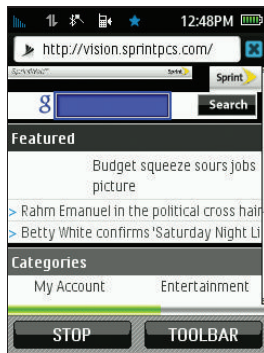 12:48PM
http://vision.sprintpcs.com/
Sprint
g Search
Featured
Budget squeeze sours jobs
picture
> Rahm Emanuel in the political cross hair
> Betty White confirms 'Saturday Night Li
Categories
My Account Entertainment
STOP TOOLBAR